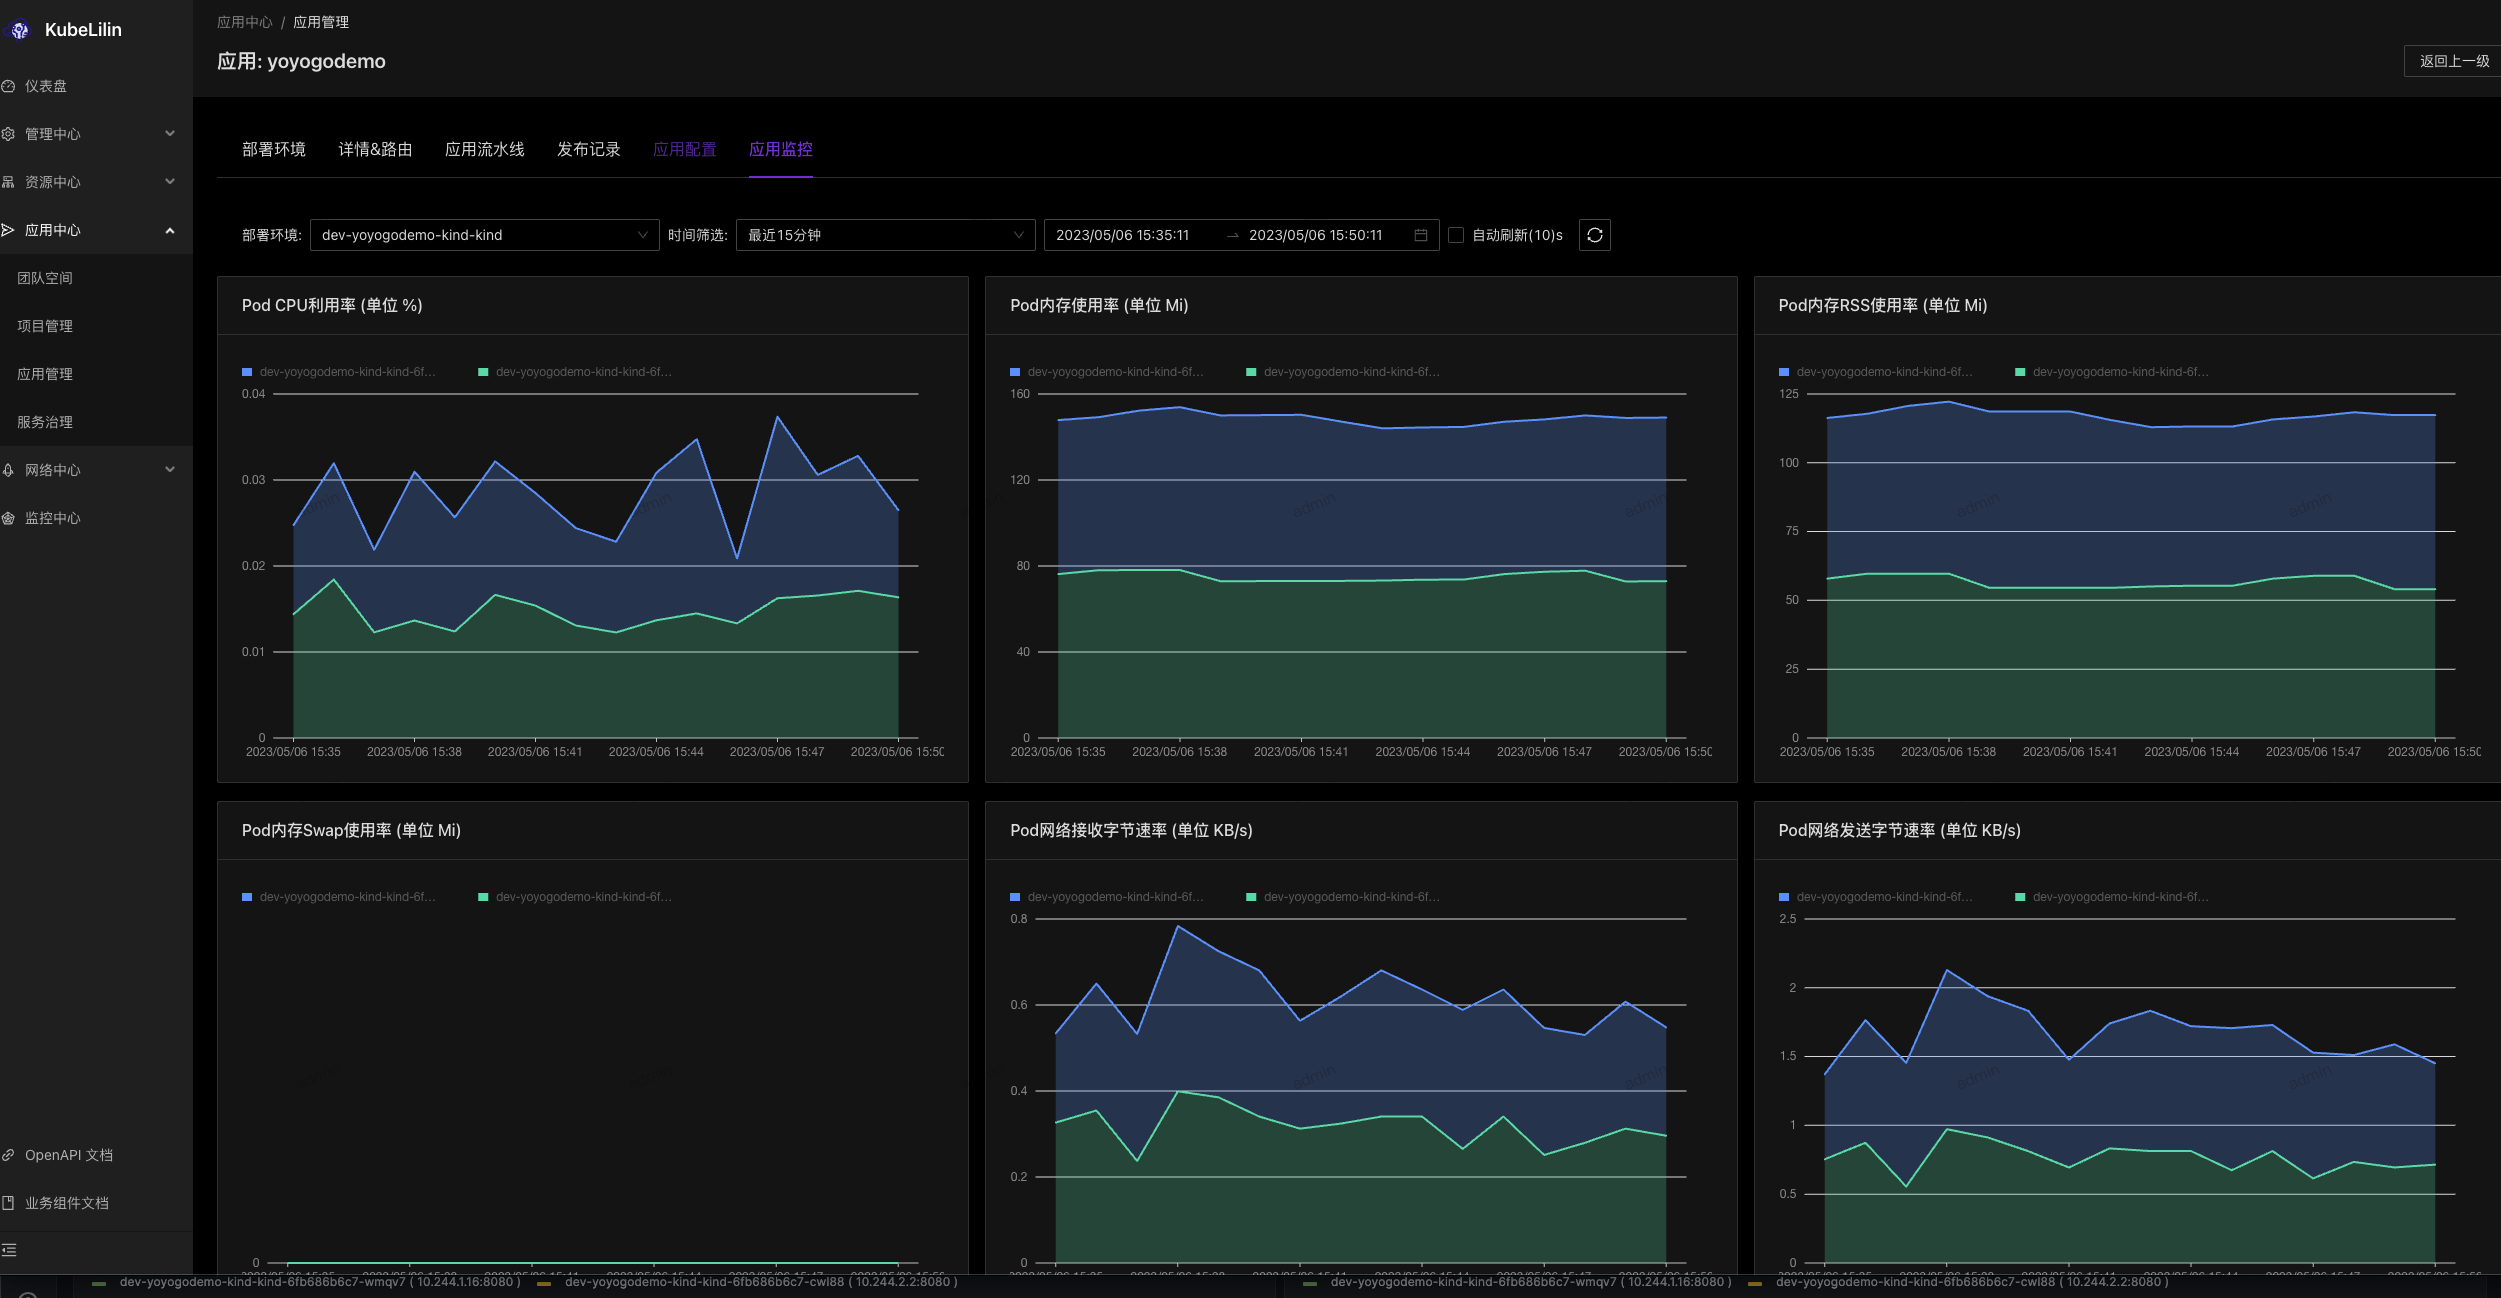 KubeLilin
仪表盘
管理中心
资源中心
应用中心
团队空间
项目管理
应用管理
服务治理
网络中心
监控中心
OpenAPI 文档
业务组件文档
应用中心 / 应用管理
应用: yoyogodemo
返回上一级
部署环境 详情&路由 应用流水线 发布记录 应用配置 应用监控
部署环境: dev-yoyogodemo-kind-kind 时间筛选: 最近15分钟 2023/05/06 15:35:11 → 2023/05/06 15:50:11 自动刷新(10)s
Pod CPU利用率 (单位 %)
dev-yoyogodemo-kind-kind-6f... dev-yoyogodemo-kind-kind-6f...
0.04
0.03
0.02
0.01
0
2023/05/06 15:35 2023/05/06 15:38 2023/05/06 15:41 2023/05/06 15:44 2023/05/06 15:47 2023/05/06 15:50
Pod内存使用率 (单位 Mi)
dev-yoyogodemo-kind-kind-6f... dev-yoyogodemo-kind-kind-6f...
160
120
80
40
0
admin admin
2023/05/06 15:35 2023/05/06 15:38 2023/05/06 15:41 2023/05/06 15:44 2023/05/06 15:47 2023/05/06 15:50
Pod内存RSS使用率 (单位 Mi)
dev-yoyogodemo-kind-kind-6f... dev-yoyogodemo-kind-kind-6f...
125
100
75
50
25
0
admin admin
2023/05/06 15:35 2023/05/06 15:38 2023/05/06 15:41 2023/05/06 15:44 2023/05/06 15:47 2023/05/06 15:50
Pod内存Swap使用率 (单位 Mi)
dev-yoyogodemo-kind-kind-6f... dev-yoyogodemo-kind-kind-6f...
0
Pod网络接收字节速率 (单位 KB/s)
dev-yoyogodemo-kind-kind-6f... dev-yoyogodemo-kind-kind-6f...
0.8
0.6
0.4
0.2
0
admin admin
Pod网络发送字节速率 (单位 KB/s)
dev-yoyogodemo-kind-kind-6f... dev-yoyogodemo-kind-kind-6f...
2.5
2
1.5
1
0.5
0
admin admin
dev-yoyogodemo-kind-kind-6fb686b6c7-wmqv7 ( 10.244.1.16:8080 ) dev-yoyogodemo-kind-kind-6fb686b6c7-cwl88 ( 10.244.2.2:8080 )
dev-yoyogodemo-kind-kind-6fb686b6c7-wmqv7 ( 10.244.1.16:8080 ) dev-yoyogodemo-kind-kind-6fb686b6c7-cwl88 ( 10.244.2.2:8080 )